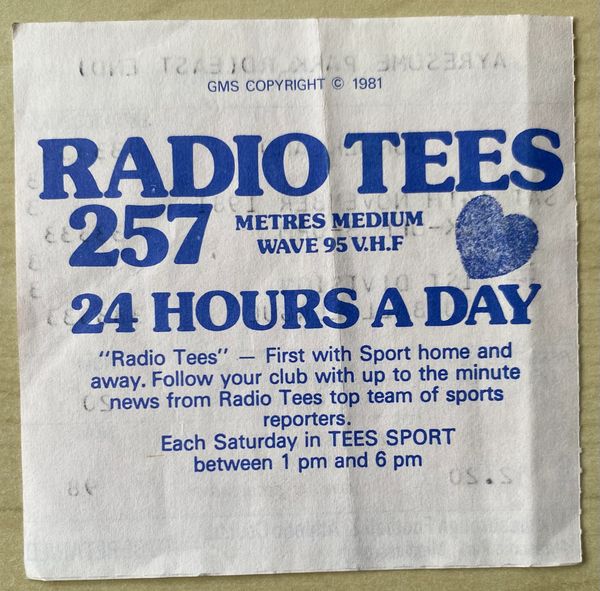 GMS COPYRIGHT © 1981
RADIO TEES
257 METRES MEDIUM
WAVE 95 V.H.F
24 HOURS A DAY
"Radio Tees" — First with Sport home and
away. Follow your club with up to the minute
news from Radio Tees top team of sports
reporters.
Each Saturday in TEES SPORT
between 1 pm and 6 pm